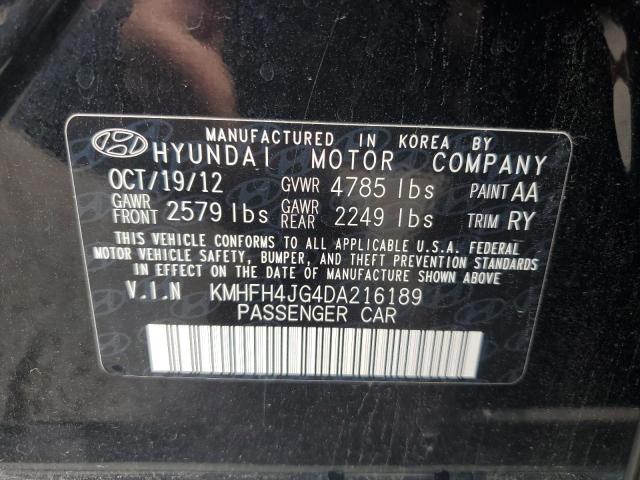 MANUFACTURED IN KOREA BY
HYUNDAI MOTOR COMPANY
OCT/19/12 GVWR 4785 lbs PAINT AA
GAWR FRONT 2579 lbs GAWR REAR 2249 lbs TRIM RY
THIS VEHICLE CONFORMS TO ALL APPLICABLE U.S.A. FEDERAL
MOTOR VEHICLE SAFETY, BUMPER, AND THEFT PREVENTION STANDARDS
IN EFFECT ON THE DATE OF MANUFACTURE SHOWN ABOVE.
V.I.N KMHFH4JG4DA216189
PASSENGER CAR